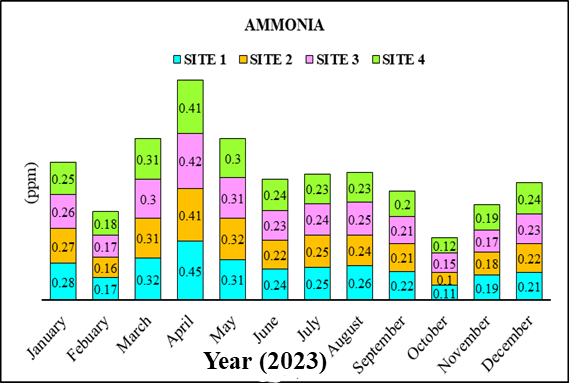 AMMONIA
SITE 1 SITE 2 SITE 3 SITE 4
(ppm)
0.25 0.18 0.31 0.41 0.3 0.24 0.23 0.23 0.2 0.12 0.19 0.24
0.26 0.17 0.3 0.42 0.31 0.23 0.24 0.25 0.21 0.15 0.17 0.23
0.27 0.16 0.31 0.41 0.32 0.22 0.25 0.24 0.21 0.1 0.18 0.22
0.28 0.17 0.32 0.45 0.31 0.24 0.25 0.26 0.22 0.11 0.19 0.21
January Febuary March April May June July August September October November December
Year (2023)